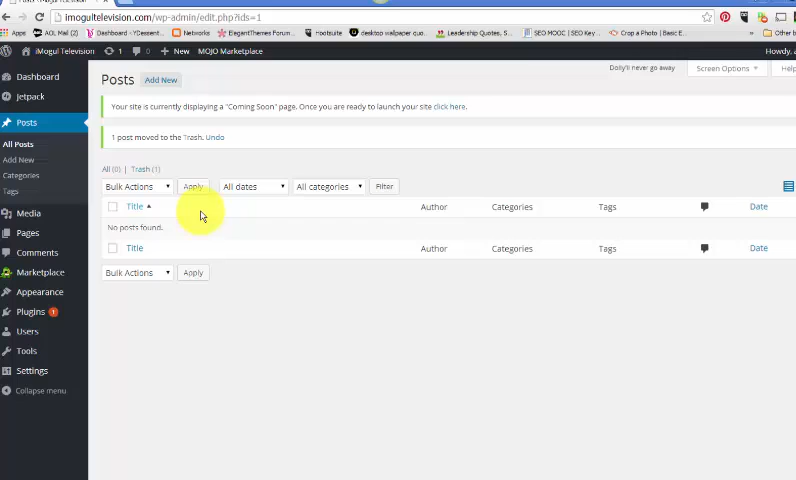 imogultelevision.com/wp-admin/edit.php?ids=1
Apps AOL Mail (2) Networks ElegantThemes Forum... desktop wallpaper quo.. Leadership Quotes, S... SEO MOOC | SEO Key... Crop a Photo | Basic E...
iMogul Television 1 0 New MOJO Marketplace Howdy, a
Dolly'll never go away Screen Options Help
Posts Add New
Your site is currently displaying a "Coming Soon" page. Once you are ready to launch your site click here.
1 post moved to the Trash. Undo
All (0) | Trash (1)
Bulk Actions Apply All dates All categories Filter
Title Author Categories Tags Date
No posts found.
Title Author Categories Tags Date
Bulk Actions Apply
Dashboard
Jetpack
Posts
All Posts
Add New
Categories
Tags
Media
Pages
Comments
Marketplace
Appearance
Plugins 1
Users
Tools
Settings
Collapse menu